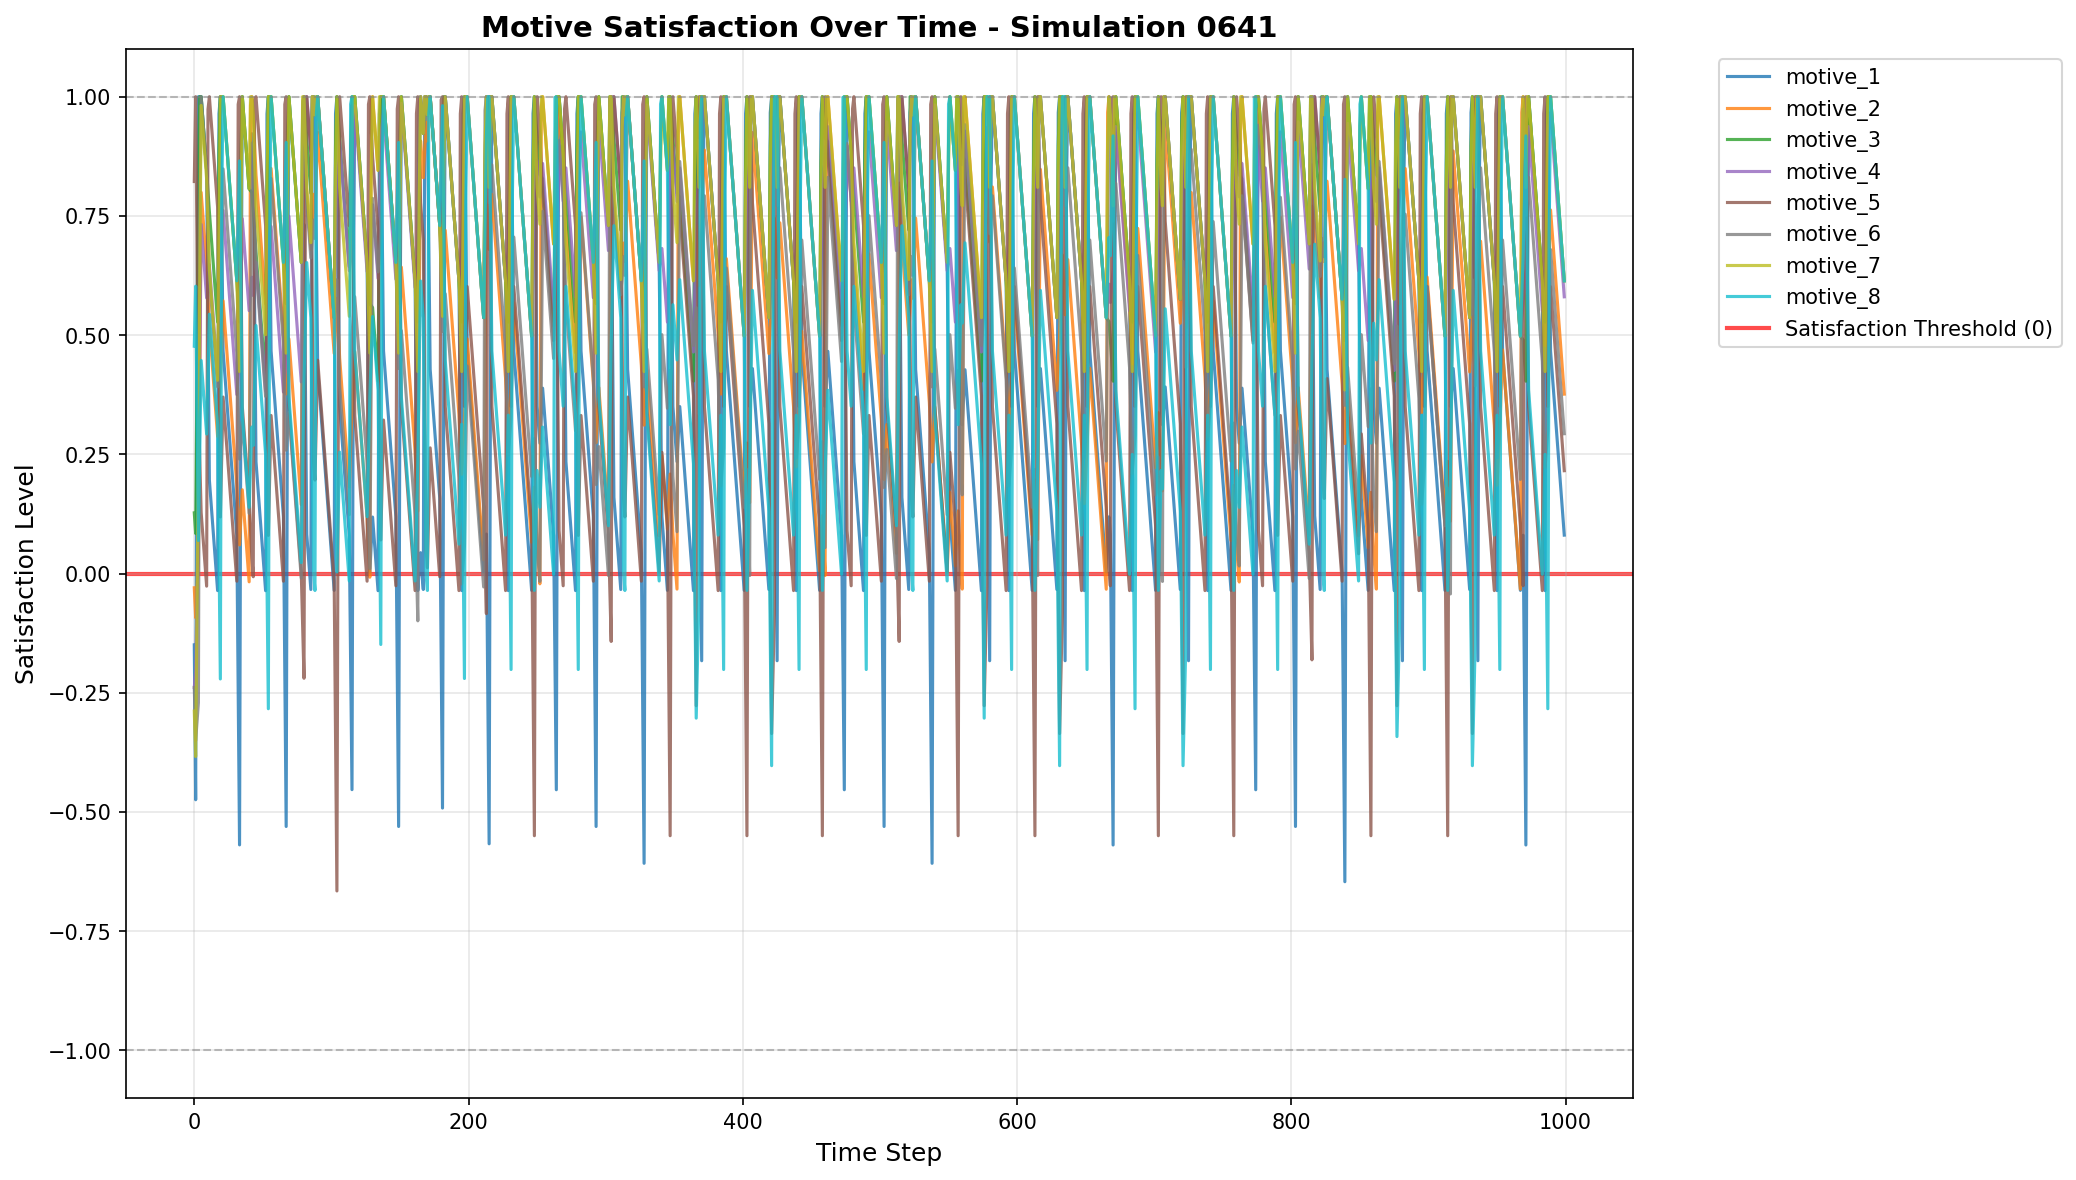 Motive Satisfaction Over Time - Simulation 0641
1.00
0.75
0.50
0.25
0.00
−0.25
−0.50
−0.75
−1.00
Satisfaction Level
0
200
400
600
800
1000
Time Step
motive_1
motive_2
motive_3
motive_4
motive_5
motive_6
motive_7
motive_8
Satisfaction Threshold (0)